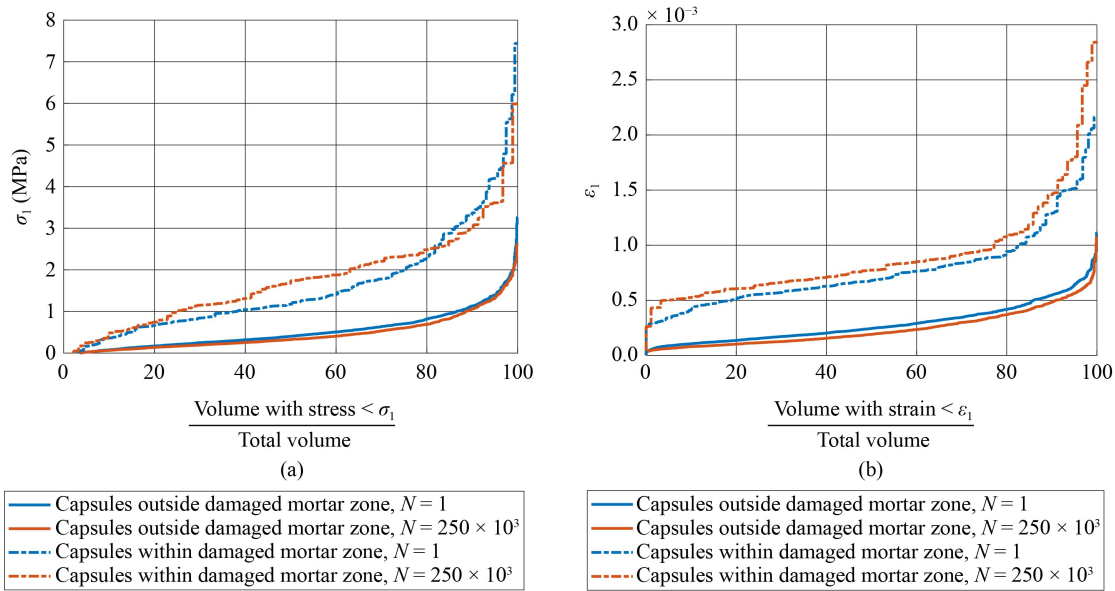 8
7
6
5
4
3
2
1
0
σ₁ (MPa)
0 20 40 60 80 100
Volume with stress < σ₁
Total volume
(a)
Capsules outside damaged mortar zone, N = 1
Capsules outside damaged mortar zone, N = 250 × 10³
Capsules within damaged mortar zone, N = 1
Capsules within damaged mortar zone, N = 250 × 10³
× 10⁻³
3.0
2.5
2.0
1.5
1.0
0.5
0.0
ε₁
0 20 40 60 80 100
Volume with strain < ε₁
Total volume
(b)
Capsules outside damaged mortar zone, N = 1
Capsules outside damaged mortar zone, N = 250 × 10³
Capsules within damaged mortar zone, N = 1
Capsules within damaged mortar zone, N = 250 × 10³